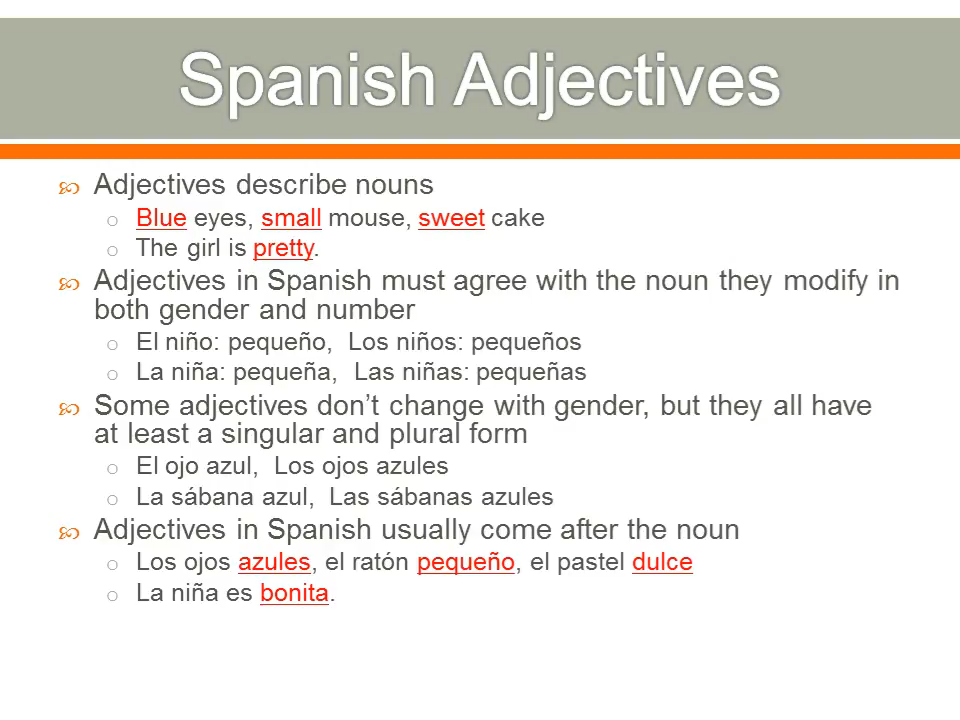 Spanish Adjectives
Adjectives describe nouns
Blue eyes, small mouse, sweet cake
The girl is pretty.
Adjectives in Spanish must agree with the noun they modify in
both gender and number
El niño: pequeño,  Los niños: pequeños
La niña: pequeña,  Las niñas: pequeñas
Some adjectives don’t change with gender, but they all have
at least a singular and plural form
El ojo azul,  Los ojos azules
La sábana azul,  Las sábanas azules
Adjectives in Spanish usually come after the noun
Los ojos azules, el ratón pequeño, el pastel dulce
La niña es bonita.